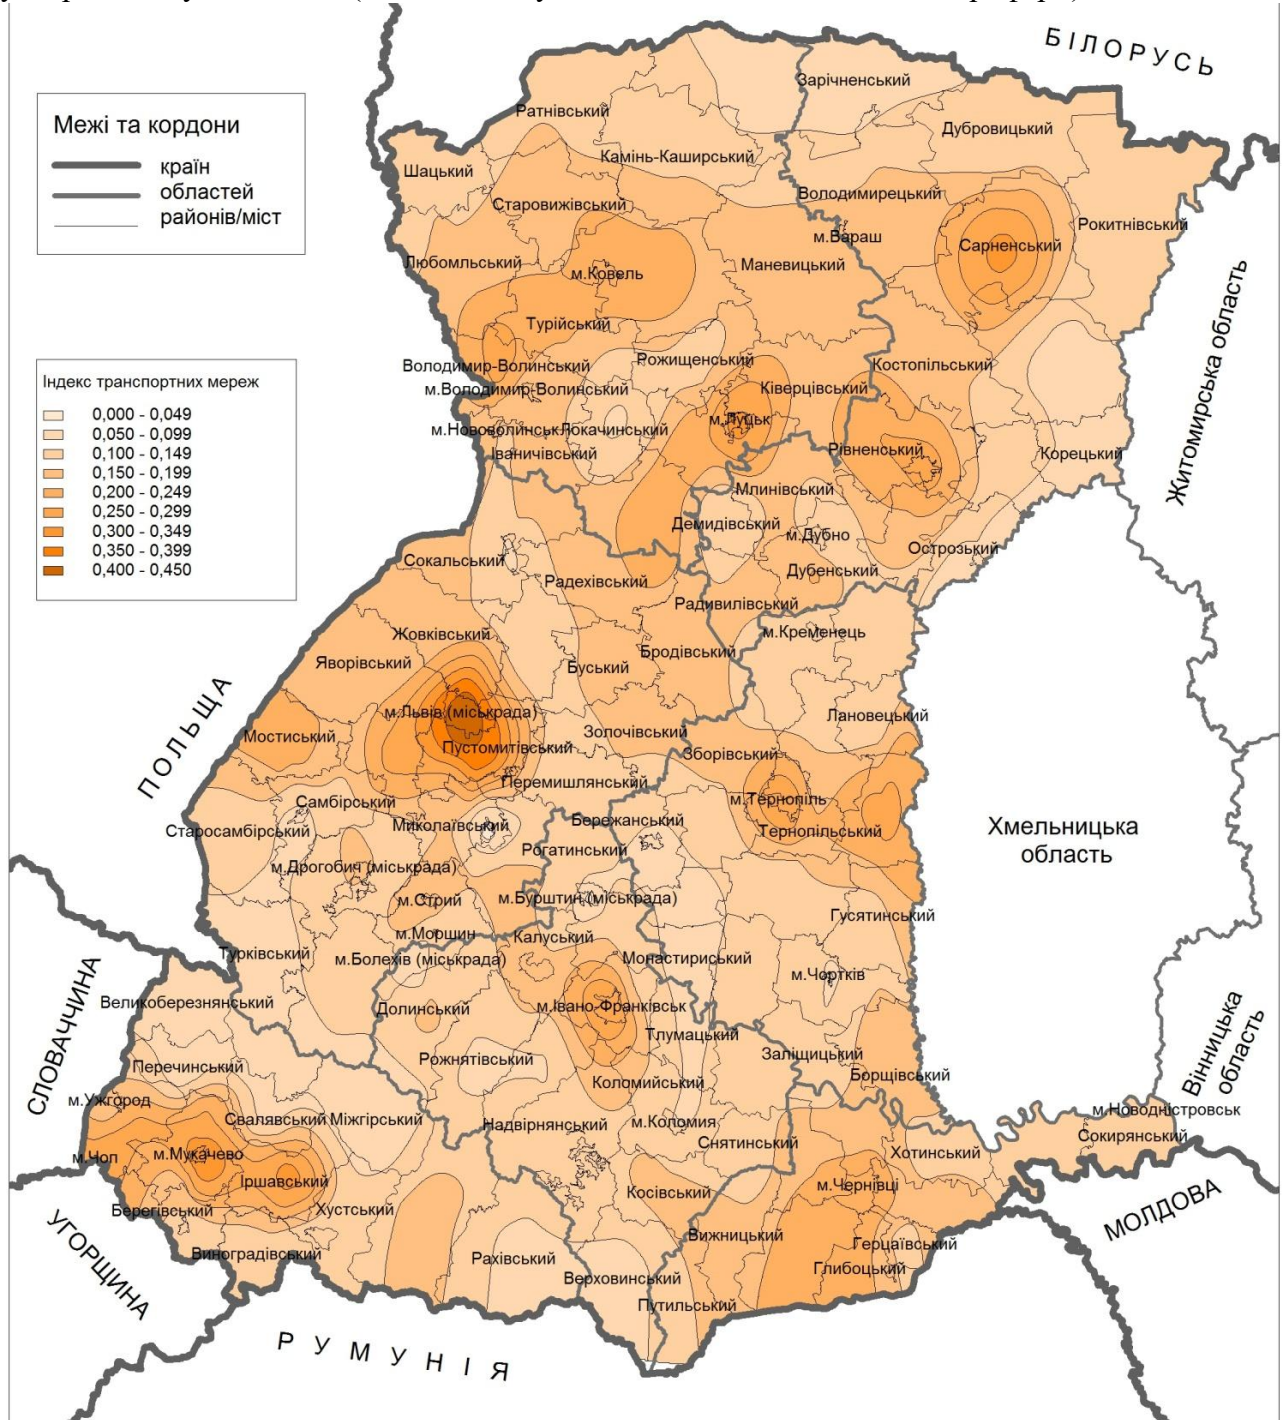 БІЛОРУСЬ
Межі та кордони
країн
областей
районів/міст
Зарічненський
Ратнівський
Дубровицький
Камінь-Каширський
Шацький
Володимирецький
Старовижівський
Рокитнівський
м.Вараш
Сарненський
Любомльський
м.Ковель
Маневицький
Житомирська область
Турійський
Рожищенський
Володимир-Волинський
Костопільський
Індекс транспортних мереж
0,000 - 0,049
0,050 - 0,099
0,100 - 0,149
0,150 - 0,199
0,200 - 0,249
0,250 - 0,299
0,300 - 0,349
0,350 - 0,399
0,400 - 0,450
м.Володимир-Волинський
Ківерцівський
м.Луцьк
м.Нововолинськ
Локачинський
Іваничівський
Рівненський
Корецький
Млинівський
Демидівський
м.Дубно
Острозький
Сокальський
Радехівський
Дубенський
Радивилівський
Жовківський
м.Кременець
Яворівський
Буський
Бродівський
ПОЛЬЩА
м.Львів (міськрада)
Лановецький
Мостиський
Пустомитівський
Золочівський
Зборівський
Перемишлянський
Самбірський
м.Тернопіль
Старосамбірський
Миколаївський
Бережанський
Тернопільський
Хмельницька
область
Рогатинський
м.Дрогобич (міськрада)
м.Стрий
м.Бурштин (міськрада)
Гусятинський
м.Моршин
Калуський
Турківський
м.Болехів (міськрада)
Монастириський
м.Чортків
СЛОВАЧЧИНА
Великоберезнянський
Долинський
м.Івано-Франківськ
Тлумацький
Вінницька
область
Перечинський
Рожнятівський
Заліщицький
Коломийський
Борщівський
м.Ужгород
Свалявський
Міжгірський
Надвірнянський
м.Коломия
м.Новодністровськ
Сокирянський
Снятинський
м.Чоп
м.Мукачево
Хотинський
Іршавський
Косівський
м.Чернівці
Берегівський
Хустський
МОЛДОВА
УГОРЩИНА
Вижницький
Герцаївський
Виноградівський
Рахівський
Глибоцький
Верховинський
Путильський
РУМУНІЯ